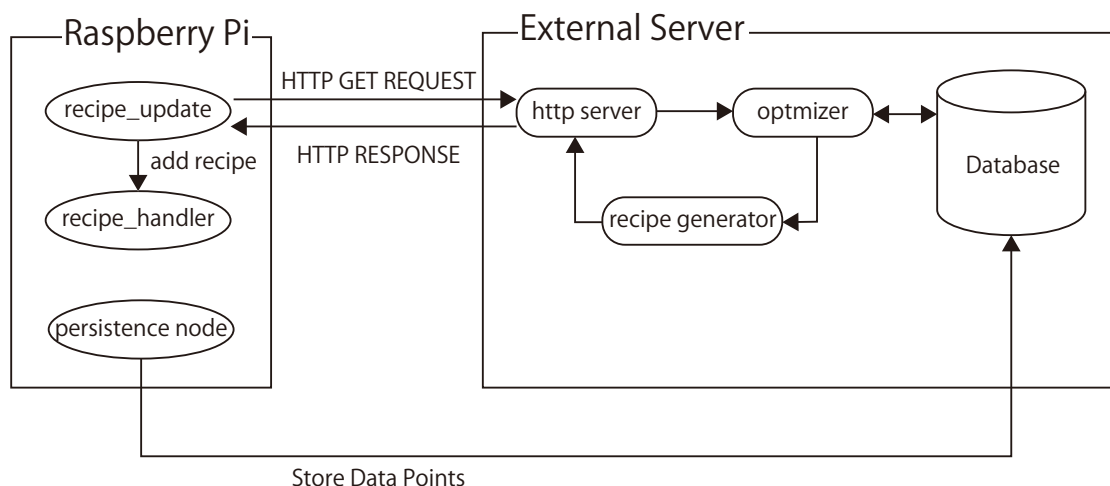 Raspberry Pi
External Server
HTTP GET REQUEST
recipe_update
http server
optmizer
HTTP RESPONSE
add recipe
Database
recipe_handler
recipe generator
persistence node
Store Data Points